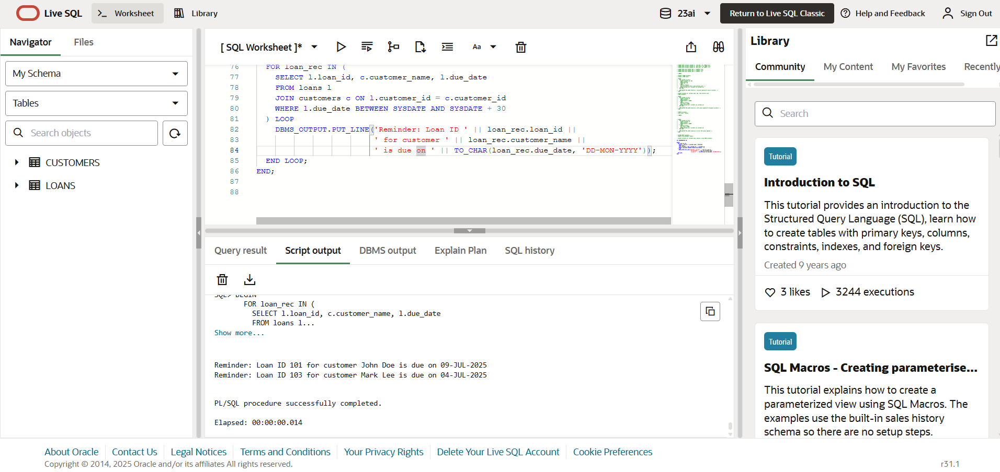 Live SQL
Worksheet
Library
23ai
Return to Live SQL Classic
Help and Feedback
Sign Out
Navigator
Files
My Schema
Tables
Search objects
CUSTOMERS
LOANS
[ SQL Worksheet ]*
Aa
76 FOR loan_rec IN (
77 SELECT l.loan_id, c.customer_name, l.due_date
78 FROM loans l
79 JOIN customers c ON l.customer_id = c.customer_id
80 WHERE l.due_date BETWEEN SYSDATE AND SYSDATE + 30
81 ) LOOP
82 DBMS_OUTPUT.PUT_LINE('Reminder: Loan ID ' || loan_rec.loan_id ||
83 ' for customer ' || loan_rec.customer_name ||
84 ' is due on ' || TO_CHAR(loan_rec.due_date, 'DD-MON-YYYY'));
85 END LOOP;
86 END;
87
88
Query result
Script output
DBMS output
Explain Plan
SQL history
SQL> BEGIN
FOR loan_rec IN (
SELECT l.loan_id, c.customer_name, l.due_date
FROM loans l...
Show more...
Reminder: Loan ID 101 for customer John Doe is due on 09-JUL-2025
Reminder: Loan ID 103 for customer Mark Lee is due on 04-JUL-2025
PL/SQL procedure successfully completed.
Elapsed: 00:00:00.014
Library
Community
My Content
My Favorites
Recently
Search
Tutorial
Introduction to SQL
This tutorial provides an introduction to the
Structured Query Language (SQL), learn how
to create tables with primary keys, columns,
constraints, indexes, and foreign keys.
Created 9 years ago
3 likes
3244 executions
Tutorial
SQL Macros - Creating parameterise...
This tutorial explains how to create a
parameterized view using SQL Macros. The
examples use the built-in sales history
schema so there are no setup steps.
About Oracle
Contact Us
Legal Notices
Terms and Conditions
Your Privacy Rights
Delete Your Live SQL Account
Cookie Preferences
Copyright © 2014, 2025 Oracle and/or its affiliates All rights reserved.
r31.1